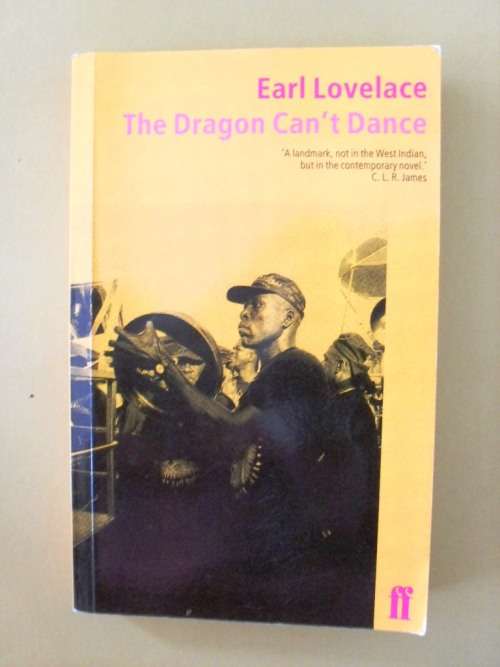 Earl Lovelace
The Dragon Can't Dance
'A landmark, not in the West Indian,
but in the contemporary novel.'
C. L. R. James
ff